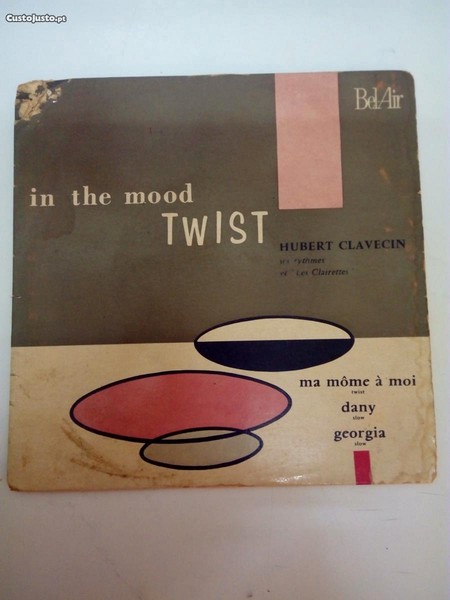 CustoJusto.pt
BelAir
in the mood
TWIST
HUBERT CLAVECIN
ses rythmes
et "Les Clairettes"
ma môme à moi
twist
dany
slow
georgia
slow